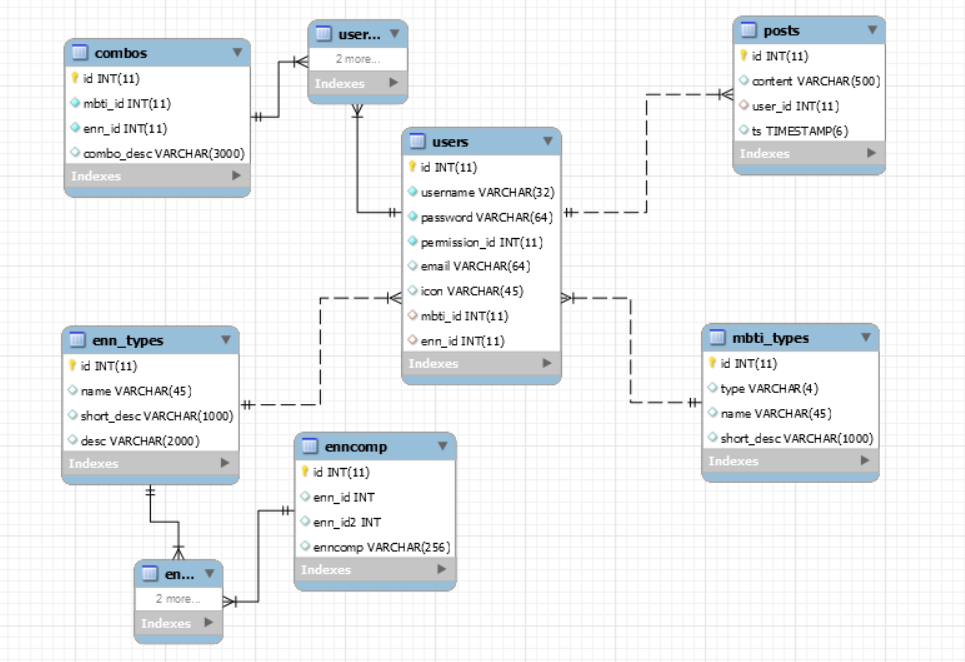 combos
id INT(11)
mbti_id INT(11)
enn_id INT(11)
combo_desc VARCHAR(3000)
Indexes
user...
2 more...
Indexes
posts
id INT(11)
content VARCHAR(500)
user_id INT(11)
ts TIMESTAMP(6)
Indexes
users
id INT(11)
username VARCHAR(32)
password VARCHAR(64)
permission_id INT(11)
email VARCHAR(64)
icon VARCHAR(45)
mbti_id INT(11)
enn_id INT(11)
Indexes
enn_types
id INT(11)
name VARCHAR(45)
short_desc VARCHAR(1000)
desc VARCHAR(2000)
Indexes
mbti_types
id INT(11)
type VARCHAR(4)
name VARCHAR(45)
short_desc VARCHAR(1000)
Indexes
enncomp
id INT(11)
enn_id INT
enn_id2 INT
enncomp VARCHAR(256)
Indexes
en...
2 more...
Indexes